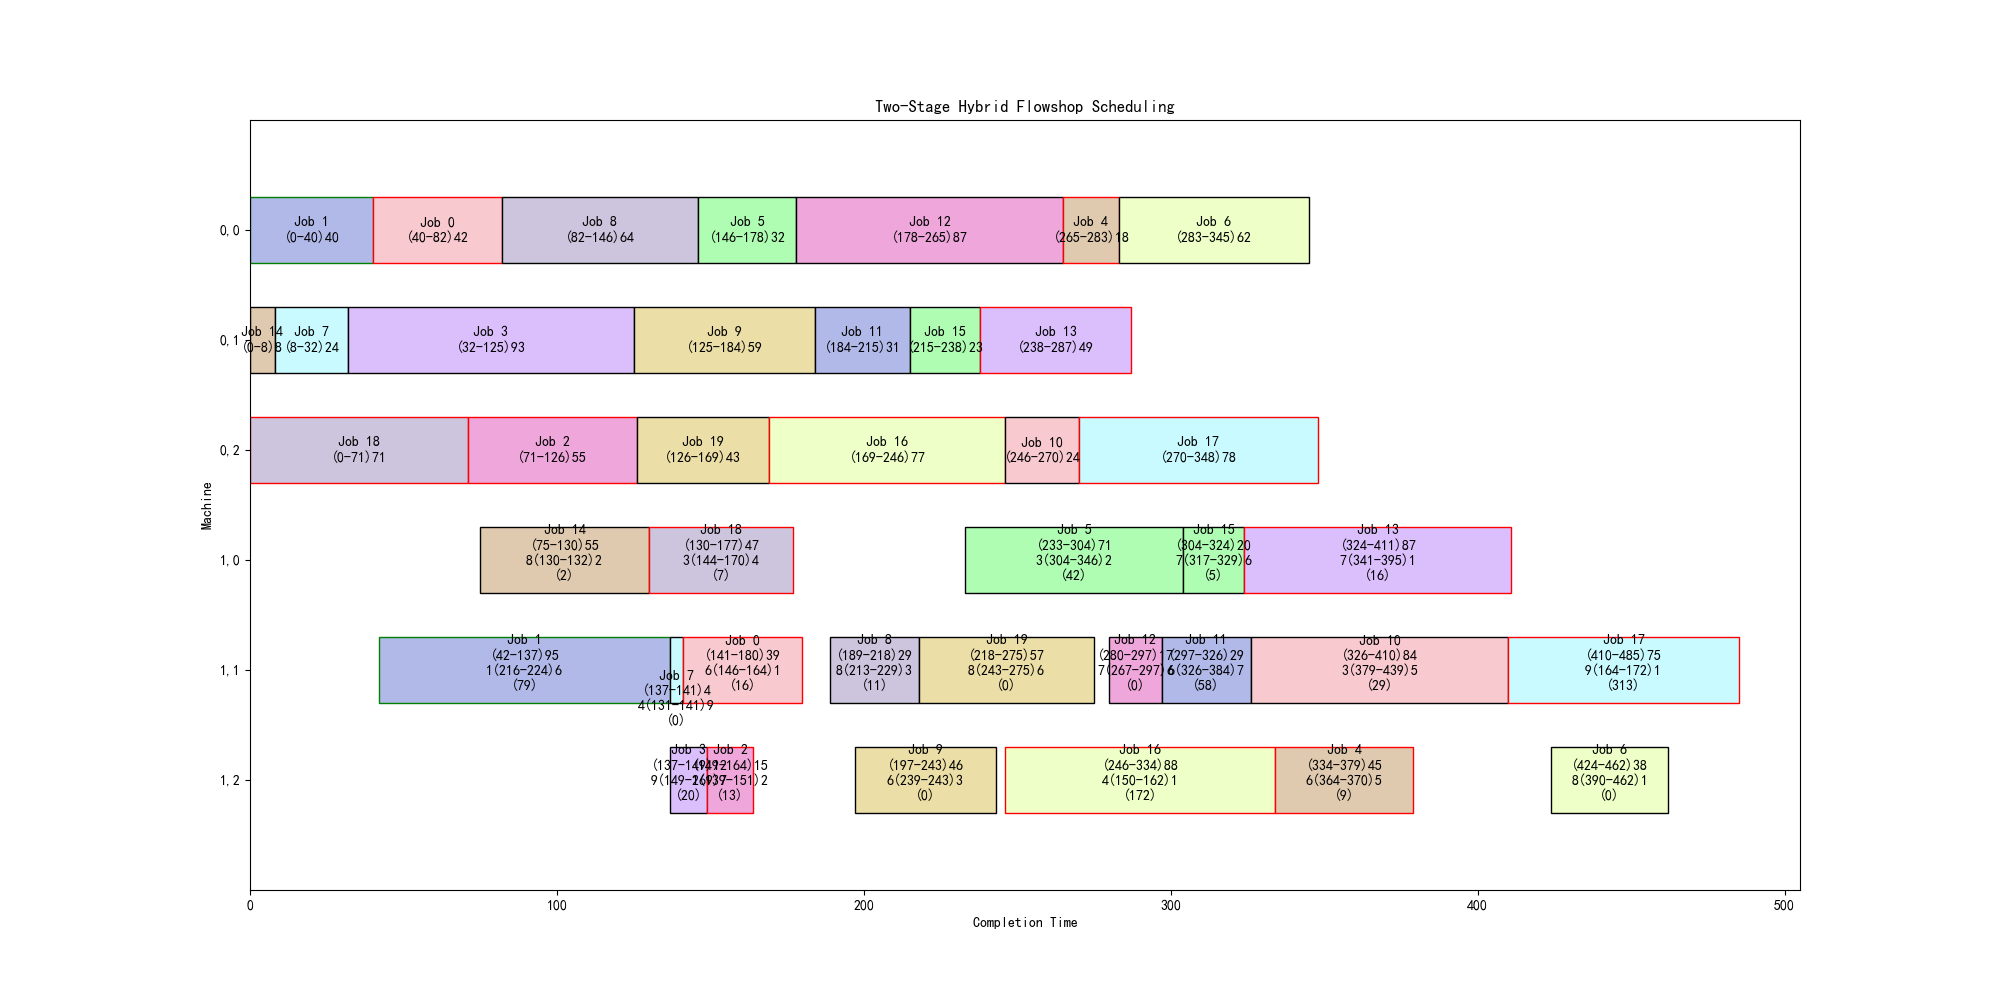 Two-Stage Hybrid Flowshop Scheduling
Machine
0,0
Job 1
(0-40)40
Job 0
(40-82)42
Job 8
(82-146)64
Job 5
(146-178)32
Job 12
(178-265)87
Job 4
(265-283)18
Job 6
(283-345)62
0,1
Job 14
(0-8)8
Job 7
(8-32)24
Job 3
(32-125)93
Job 9
(125-184)59
Job 11
(184-215)31
Job 15
(215-238)23
Job 13
(238-287)49
0,2
Job 18
(0-71)71
Job 2
(71-126)55
Job 19
(126-169)43
Job 16
(169-246)77
Job 10
(246-270)24
Job 17
(270-348)78
1,0
Job 14
(75-130)55
8(130-132)2
(2)
Job 18
(130-177)47
3(144-170)4
(7)
Job 5
(233-304)71
3(304-346)2
(42)
Job 15
(304-324)20
7(317-329)6
(5)
Job 13
(324-411)87
7(341-395)1
(16)
1,1
Job 1
(42-137)95
1(216-224)6
(79)
Job 7
(137-141)4
4(131-141)9
(0)
Job 0
(141-180)39
6(146-164)1
(16)
Job 8
(189-218)29
8(213-229)3
(11)
Job 19
(218-275)57
8(243-275)6
(0)
Job 12
(280-297)17
7(267-297)6
(0)
Job 11
(297-326)29
6(326-384)7
(58)
Job 10
(326-410)84
3(379-439)5
(29)
Job 17
(410-485)75
9(164-172)1
(313)
1,2
Job 3
(137-149)12
(20)
Job 2
(149-164)15
(13)
Job 9
(197-243)46
6(239-243)3
(0)
Job 16
(246-334)88
4(150-162)1
(172)
Job 4
(334-379)45
6(364-370)5
(9)
Job 6
(424-462)38
8(390-462)1
(0)
0
100
200
300
400
500
Completion Time